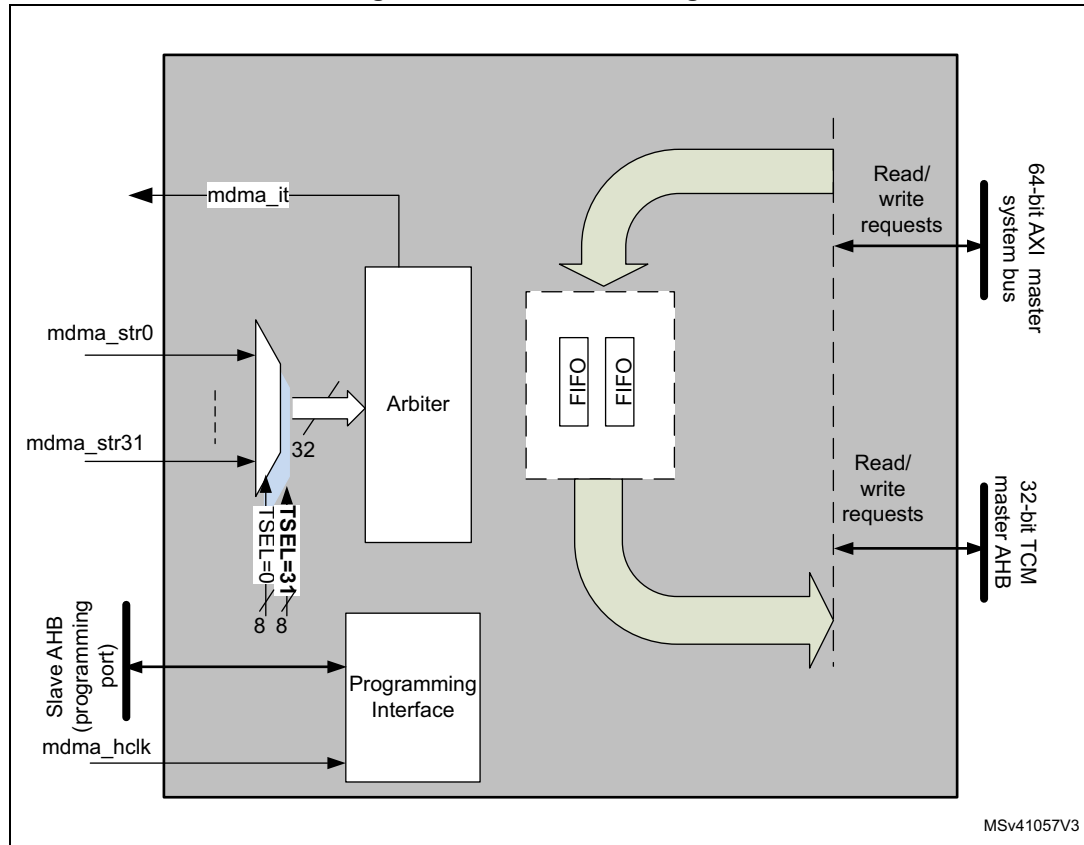 mdma_it
mdma_str0
mdma_str31
32
Arbiter
TSEL=0
TSEL=31
8
8
FIFO
FIFO
Read/
write
requests
64-bit AXI master
system bus
Read/
write
requests
32-bit TCM
master AHB
Slave AHB
(programming
port)
mdma_hclk
Programming
Interface
MSv41057V3